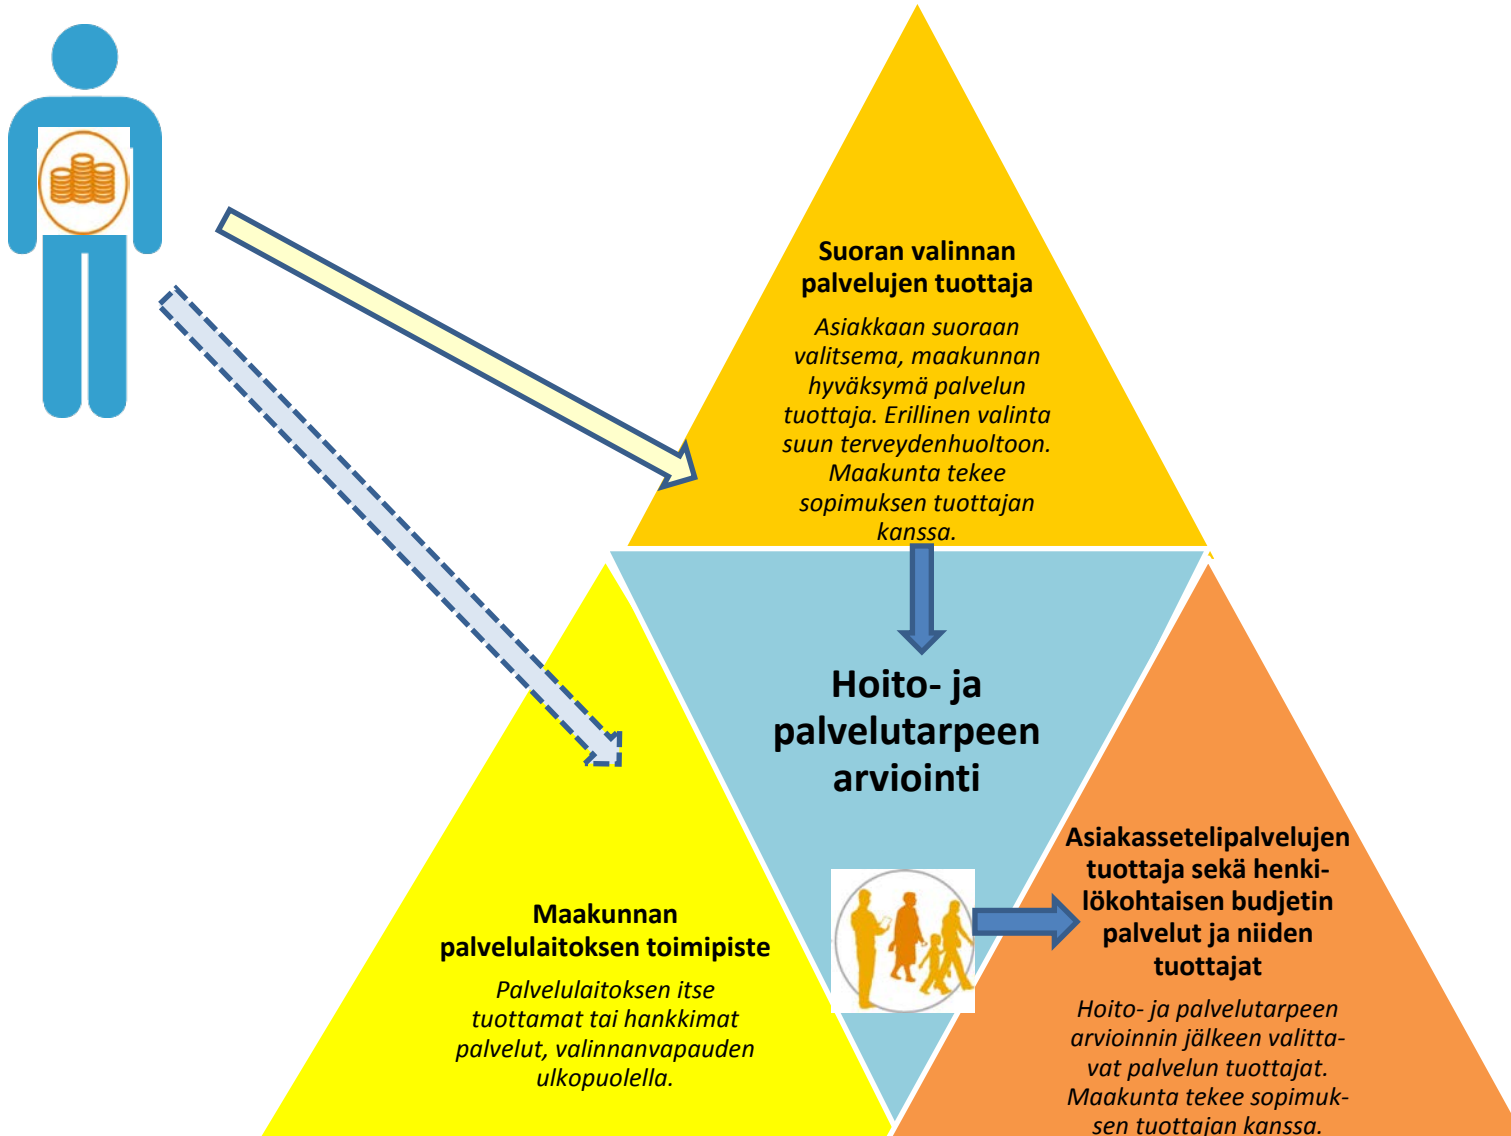 Suoran valinnan
palvelujen tuottaja
Asiakkaan suoraan
valitsema, maakunnan
hyväksymä palvelun
tuottaja. Erillinen valinta
suun terveydenhuoltoon.
Maakunta tekee
sopimuksen tuottajan
kanssa.
Hoito- ja
palvelutarpeen
arviointi
Maakunnan
palvelulaitoksen toimipiste
Palvelulaitoksen itse
tuottamat tai hankkimat
palvelut, valinnanvapauden
ulkopuolella.
Asiakassetelipalvelujen
tuottaja sekä henki-
lökohtaisen budjetin
palvelut ja niiden
tuottajat
Hoito- ja palvelutarpeen
arvioinnin jälkeen valitta-
vat palvelun tuottajat.
Maakunta tekee sopimuk-
sen tuottajan kanssa.